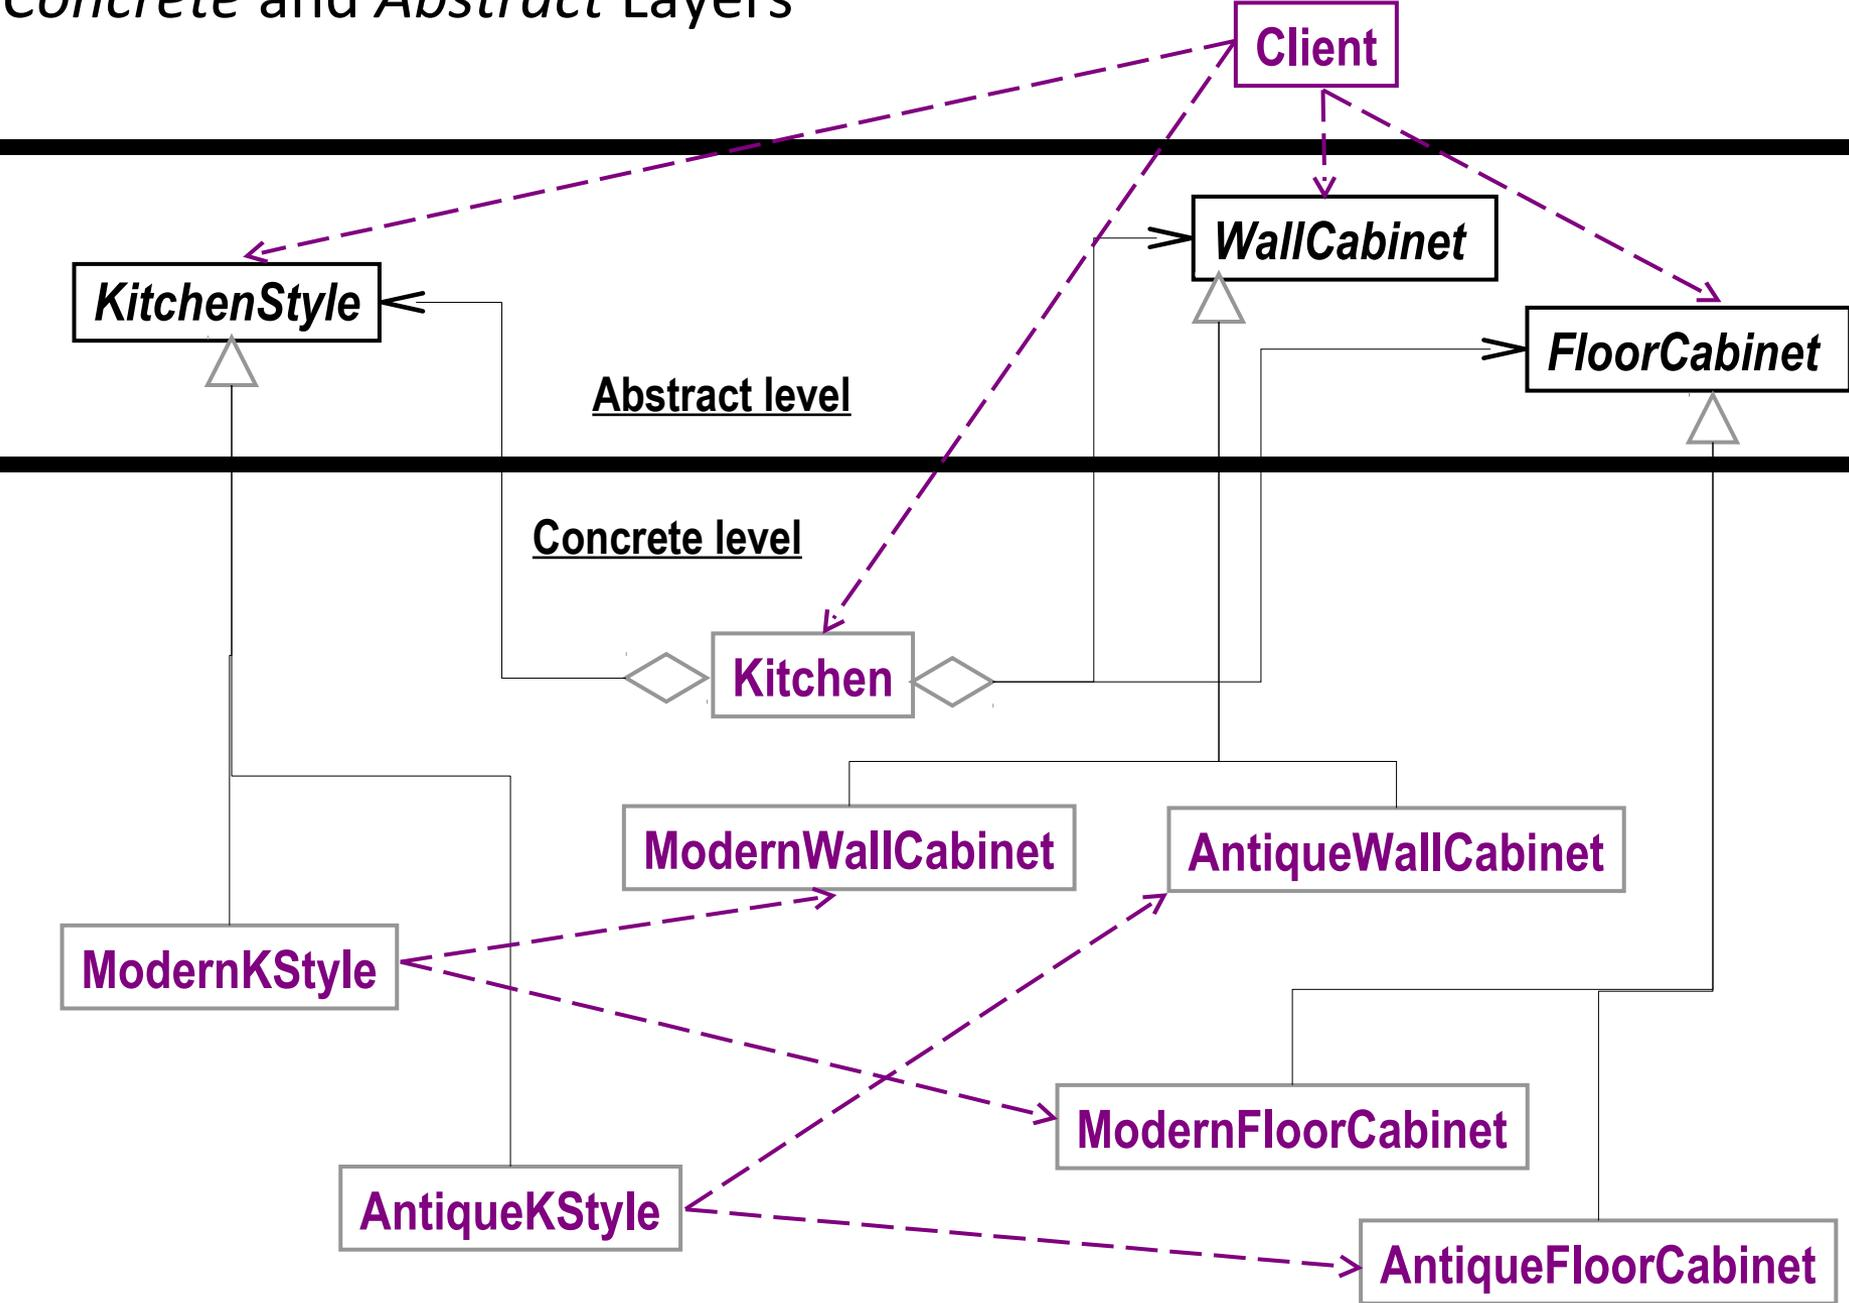 Concrete and Abstract Layers
Client
WallCabinet
KitchenStyle
FloorCabinet
Abstract level
Concrete level
Kitchen
ModernWallCabinet
AntiqueWallCabinet
ModernKStyle
ModernFloorCabinet
AntiqueKStyle
AntiqueFloorCabinet